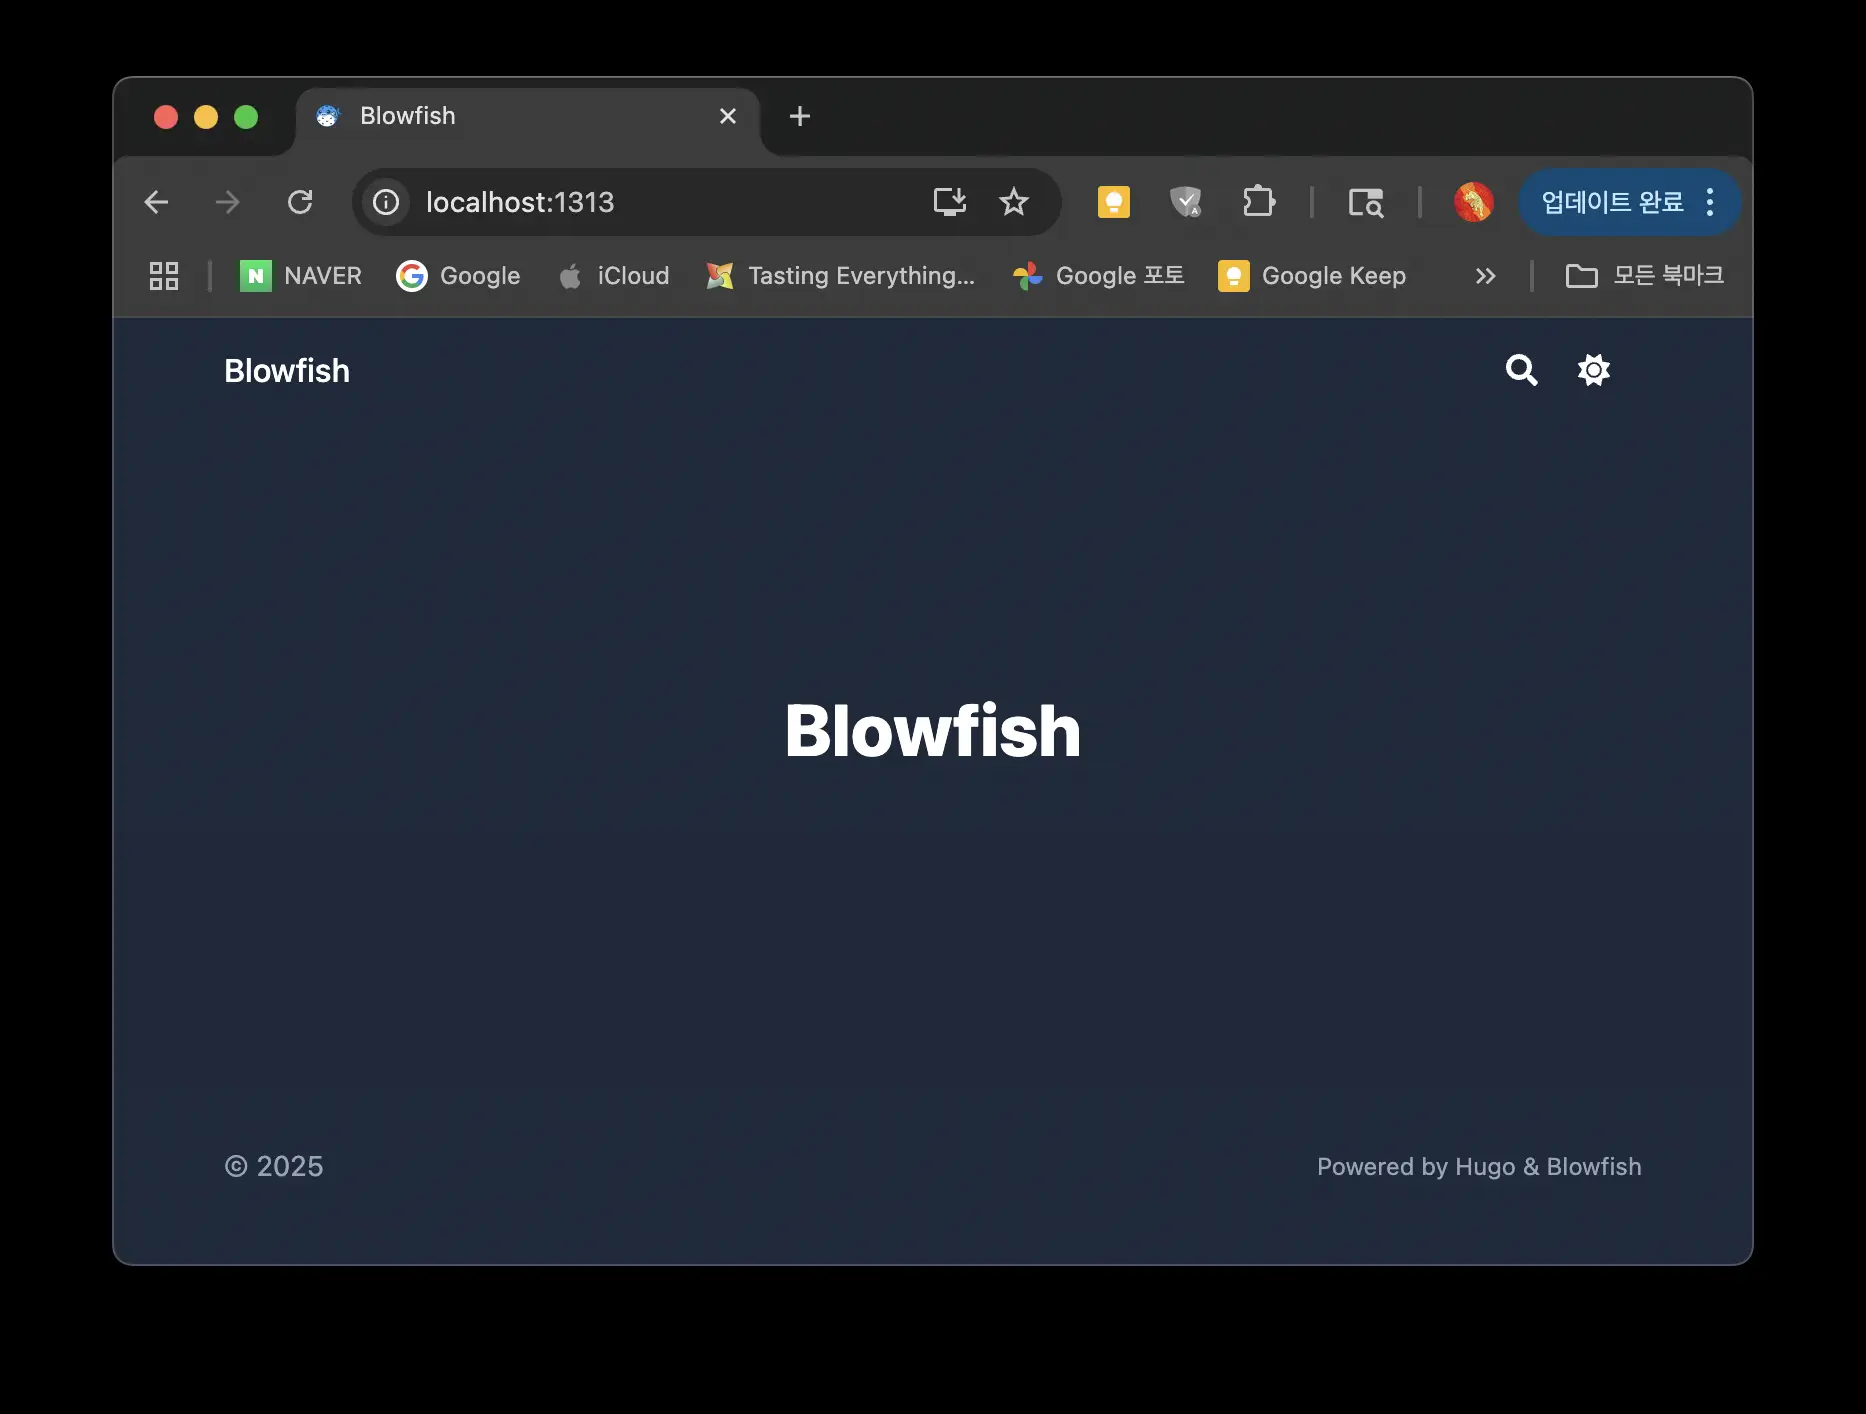 Blowfish
localhost:1313
업데이트 완료
NAVER
Google
iCloud
Tasting Everything...
Google 포토
Google Keep
모든 북마크
Blowfish
Blowfish
© 2025
Powered by Hugo & Blowfish